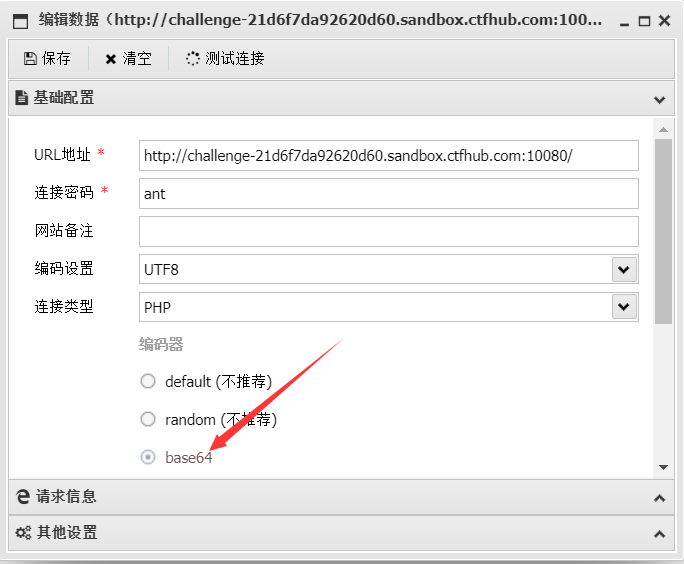 编辑数据（http://challenge-21d6f7da92620d60.sandbox.ctfhub.com:100...
保存 清空 测试连接
基础配置
URL地址 * http://challenge-21d6f7da92620d60.sandbox.ctfhub.com:10080/
连接密码 * ant
网站备注
编码设置 UTF8
连接类型 PHP
编码器
default (不推荐)
random (不推荐)
base64
请求信息
其他设置